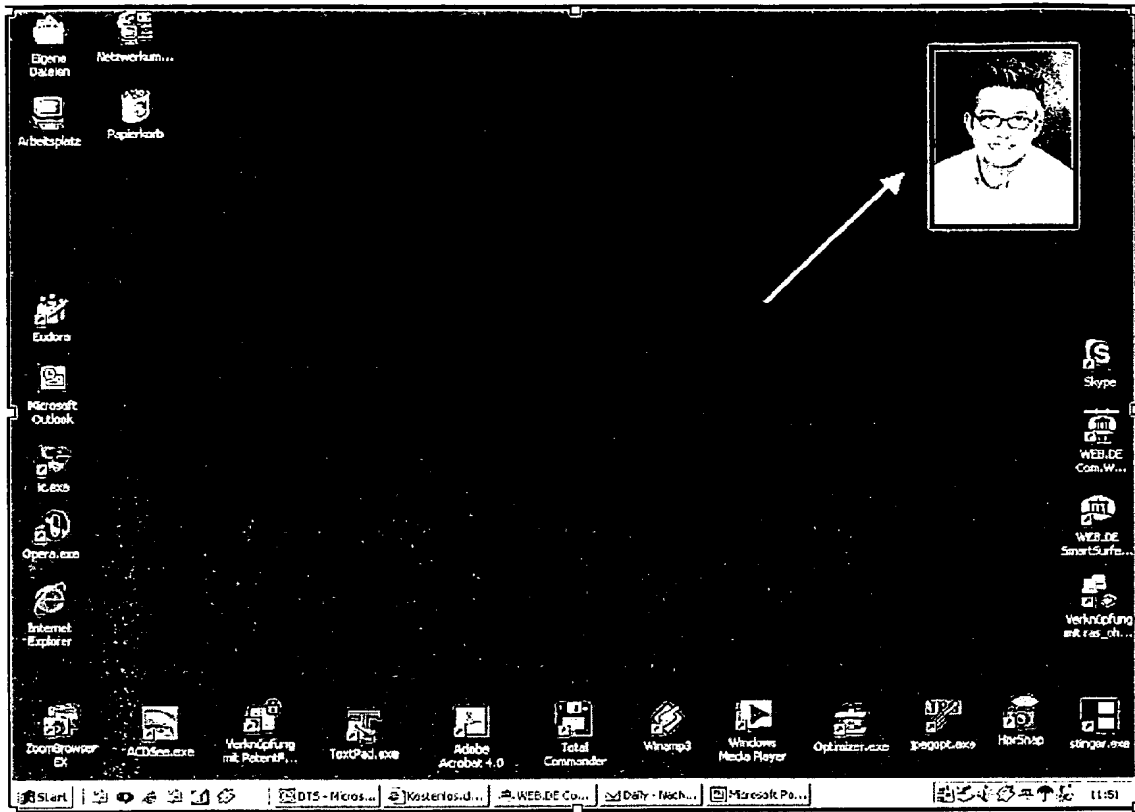 Eigene
Dateien
Netzwerkum...
Arbeitsplatz
Papierkorb
Eudora
Microsoft
Outlook
Opera.exe
Internet
Explorer
Skype
WEB.DE
Com.W...
WEB.DE
SmartSurfe...
Verknüpfung
mit ras_ph...
ZoomBrowser
EX
ACDSee.exe
Verknüpfung
mit PatentF...
TextPad.exe
Adobe
Acrobat 4.0
Total
Commander
Winamp3
Windows
Media Player
Optimizer.exe
jpegopt.exe
HprSnap
stinger.exe
Start
DTS - Micros...
Kostenlos.d...
WEB.DE Co...
Daily - Nach...
Microsoft Po...
11:51